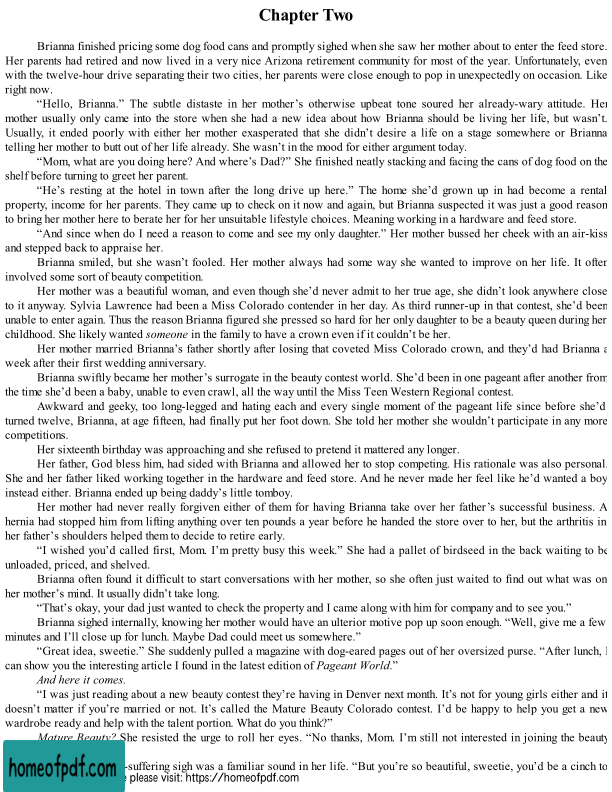 Chapter Two
Brianna finished pricing some dog food cans and promptly sighed when she saw her mother about to enter the feed store.
Her parents had retired and now lived in a very nice Arizona retirement community for most of the year. Unfortunately, even
with the twelve-hour drive separating their two cities, her parents were close enough to pop in unexpectedly on occasion. Like
right now.
“Hello, Brianna.” The subtle distaste in her mother’s otherwise upbeat tone soured her already-wary attitude. Her
mother usually only came into the store when she had a new idea about how Brianna should be living her life, but wasn’t.
Usually, it ended poorly with either her mother exasperated that she didn’t desire a life on a stage somewhere or Brianna
telling her mother to butt out of her life already. She wasn’t in the mood for either argument today.
“Mom, what are you doing here? And where’s Dad?” She finished neatly stacking and facing the cans of dog food on the
shelf before turning to greet her parent.
“He’s resting at the hotel in town after the long drive up here.” The home she’d grown up in had become a rental
property, income for her parents. They came up to check on it now and again, but Brianna suspected it was just a good reason
to bring her mother here to berate her for her unsuitable lifestyle choices. Meaning working in a hardware and feed store.
“And since when do I need a reason to come and see my only daughter.” Her mother bussed her cheek with an air-kiss
and stepped back to appraise her.
Brianna smiled, but she wasn’t fooled. Her mother always had some way she wanted to improve on her life. It often
involved some sort of beauty competition.
Her mother was a beautiful woman, and even though she’d never admit to her true age, she didn’t look anywhere close
to it anyway. Sylvia Lawrence had been a Miss Colorado contender in her day. As third runner-up in that contest, she’d been
unable to enter again. Thus the reason Brianna figured she pressed so hard for her only daughter to be a beauty queen during her
childhood. She likely wanted someone in the family to have a crown even if it couldn’t be her.
Her mother married Brianna’s father shortly after losing that coveted Miss Colorado crown, and they’d had Brianna a
week after their first wedding anniversary.
Brianna swiftly became her mother’s surrogate in the beauty contest world. She’d been in one pageant after another from
the time she’d been a baby, unable to even crawl, all the way until the Miss Teen Western Regional contest.
Awkward and geeky, too long-legged and hating each and every single moment of the pageant life since before she’d
turned twelve, Brianna, at age fifteen, had finally put her foot down. She told her mother she wouldn’t participate in any more
competitions.
Her sixteenth birthday was approaching and she refused to pretend it mattered any longer.
Her father, God bless him, had sided with Brianna and allowed her to stop competing. His rationale was also personal.
She and her father liked working together in the hardware and feed store. And he never made her feel like he’d wanted a boy
instead either. Brianna ended up being daddy’s little tomboy.
Her mother had never really forgiven either of them for having Brianna take over her father’s successful business. A
hernia had stopped him from lifting anything over ten pounds a year before he handed the store over to her, but the arthritis in
her father’s shoulders helped them to decide to retire early.
“I wished you’d called first, Mom. I’m pretty busy this week.” She had a pallet of birdseed in the back waiting to be
unloaded, priced, and shelved.
Brianna often found it difficult to start conversations with her mother, so she often just waited to find out what was on
her mother’s mind. It usually didn’t take long.
“That’s okay, your dad just wanted to check the property and I came along with him for company and to see you.”
Brianna sighed internally, knowing her mother would have an ulterior motive pop up soon enough. “Well, give me a few
minutes and I’ll close up for lunch. Maybe Dad could meet us somewhere.”
“Great idea, sweetie.” She suddenly pulled a magazine with dog-eared pages out of her oversized purse. “After lunch, I
can show you the interesting article I found in the latest edition of Pageant World.”
And here it comes.
“I was just reading about a new beauty contest they’re having in Denver next month. It’s not for young girls either and it
doesn’t matter if you’re married or not. It’s called the Mature Beauty Colorado contest. I’d be happy to help you get a new
wardrobe ready and help with the talent portion. What do you think?”
Mature Beauty? She resisted the urge to roll her eyes. “No thanks, Mom. I’m still not interested in joining the beauty
-suffering sigh was a familiar sound in her life. “But you’re so beautiful, sweetie, you’d be a cinch to
homeofpdf.com
please visit: https://homeofpdf.com